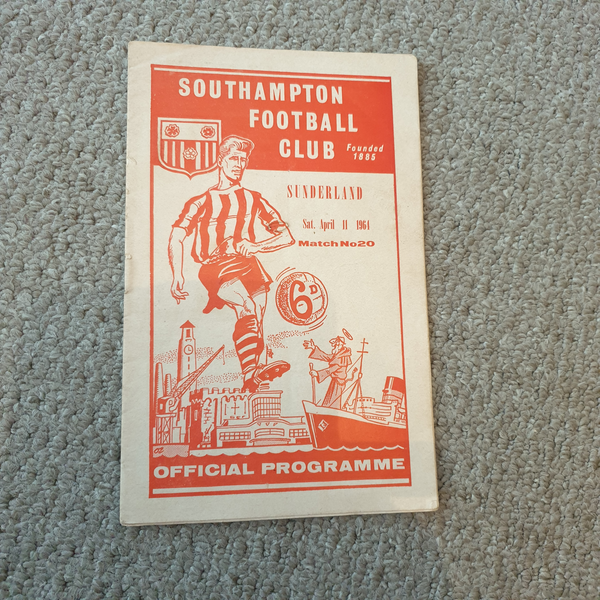 SOUTHAMPTON
FOOTBALL
CLUB
Founded
1885
SUNDERLAND
Sat, April 11 1964
Match No 20
6D
OFFICIAL PROGRAMME